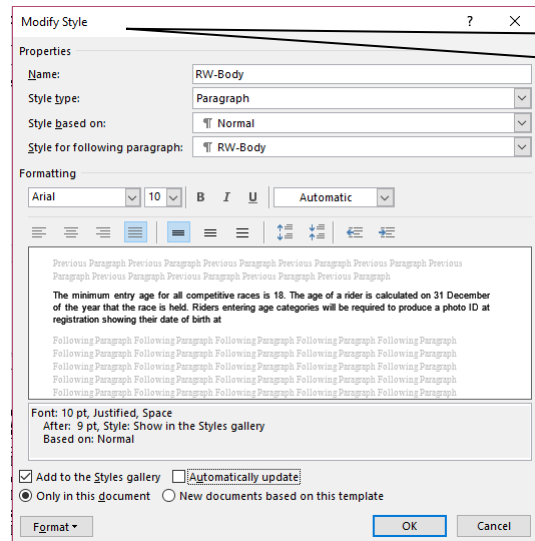 Modify Style ? ×
Properties
Name: RW-Body
Style type: Paragraph
Style based on: ¶ Normal
Style for following paragraph: ¶ RW-Body
Formatting
Arial 10 B I U Automatic
Previous Paragraph Previous Paragraph Previous Paragraph Previous Paragraph Previous Paragraph Previous
Paragraph Previous Paragraph Previous Paragraph Previous Paragraph Previous Paragraph
The minimum entry age for all competitive races is 18. The age of a rider is calculated on 31 December
of the year that the race is held. Riders entering age categories will be required to produce a photo ID at
registration showing their date of birth at
Following Paragraph Following Paragraph Following Paragraph Following Paragraph Following Paragraph
Following Paragraph Following Paragraph Following Paragraph Following Paragraph Following Paragraph
Following Paragraph Following Paragraph Following Paragraph Following Paragraph Following Paragraph
Following Paragraph Following Paragraph Following Paragraph Following Paragraph Following Paragraph
Following Paragraph Following Paragraph Following Paragraph Following Paragraph Following Paragraph
Font: 10 pt, Justified, Space
After: 9 pt, Style: Show in the Styles gallery
Based on: Normal
Add to the Styles gallery Automatically update
Only in this document New documents based on this template
Format OK Cancel